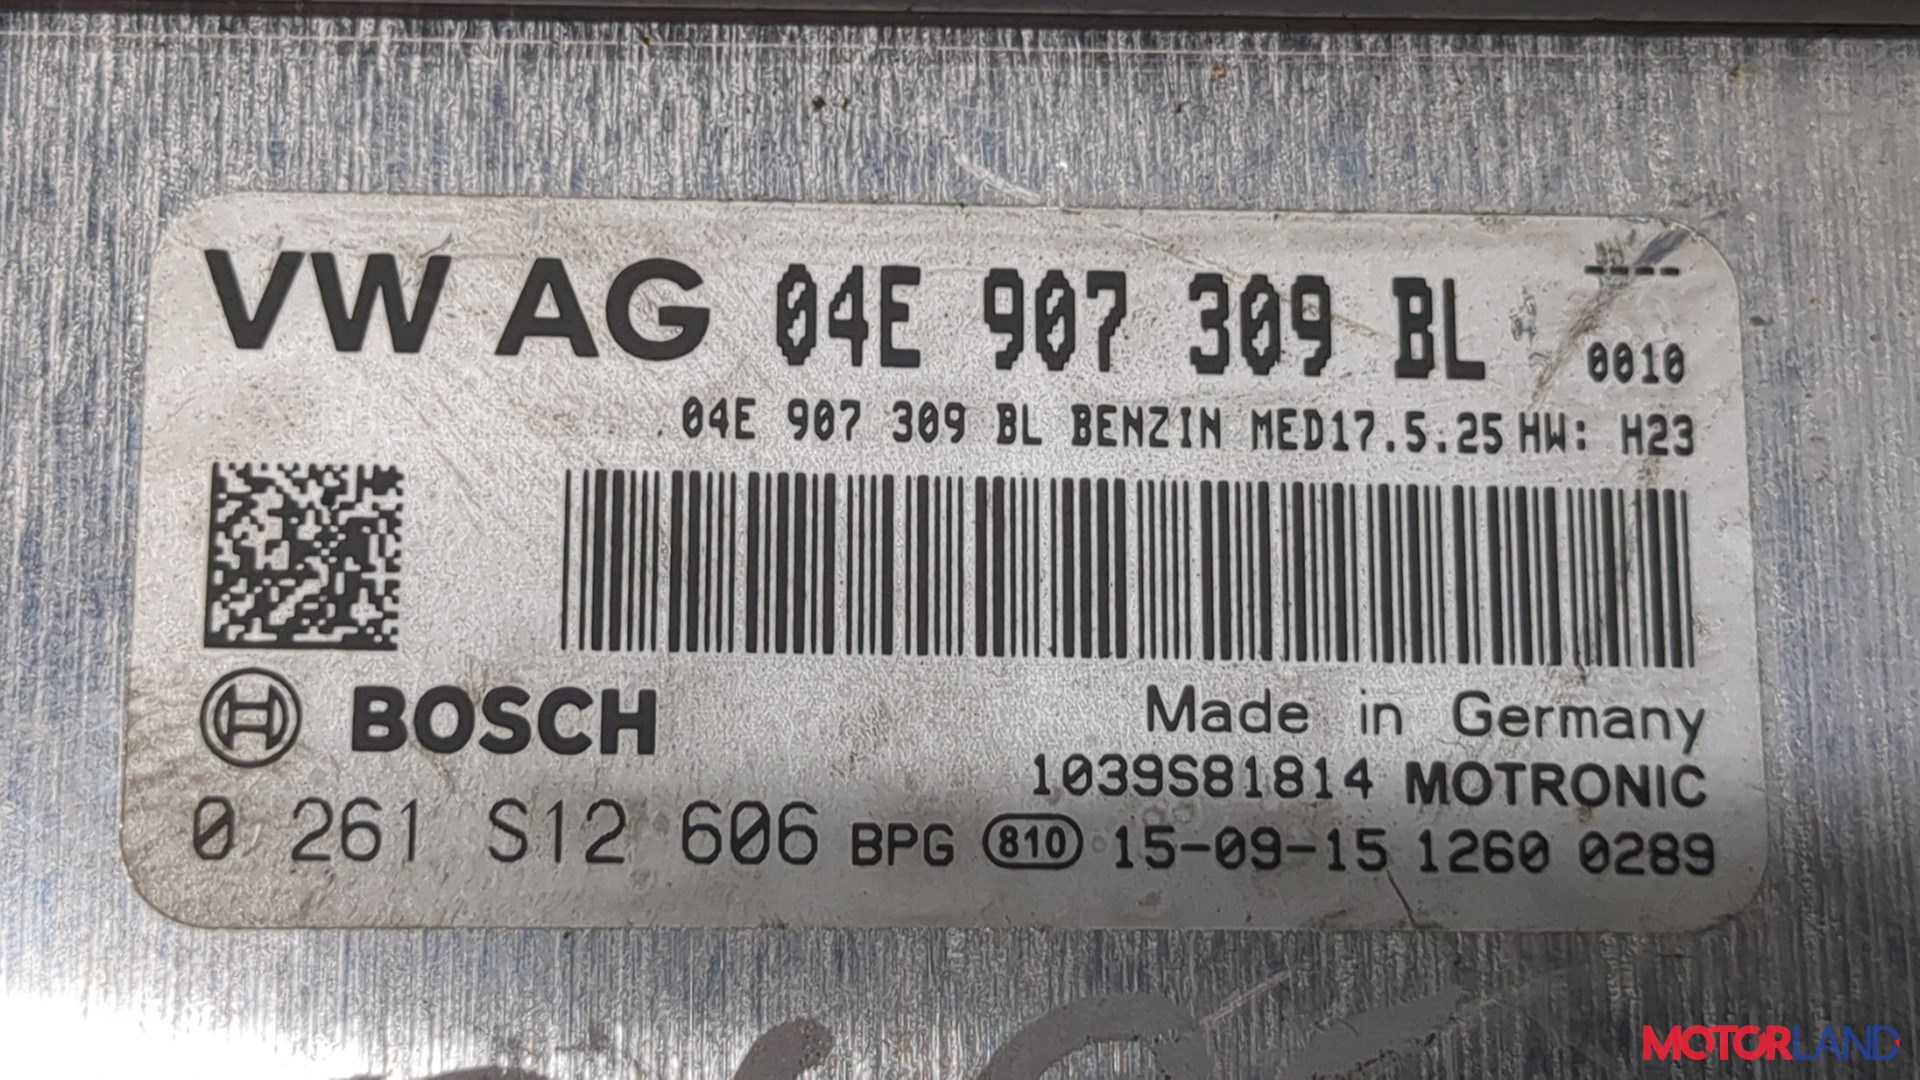 VW AG 04E 907 309 BL
----
0010
04E 907 309 BL BENZIN MED17.5.25 HW: H23
BOSCH
Made in Germany
1039S81814 MOTRONIC
0 261 S12 606 BPG 810 15-09-15 1260 0289
MOTORLAND